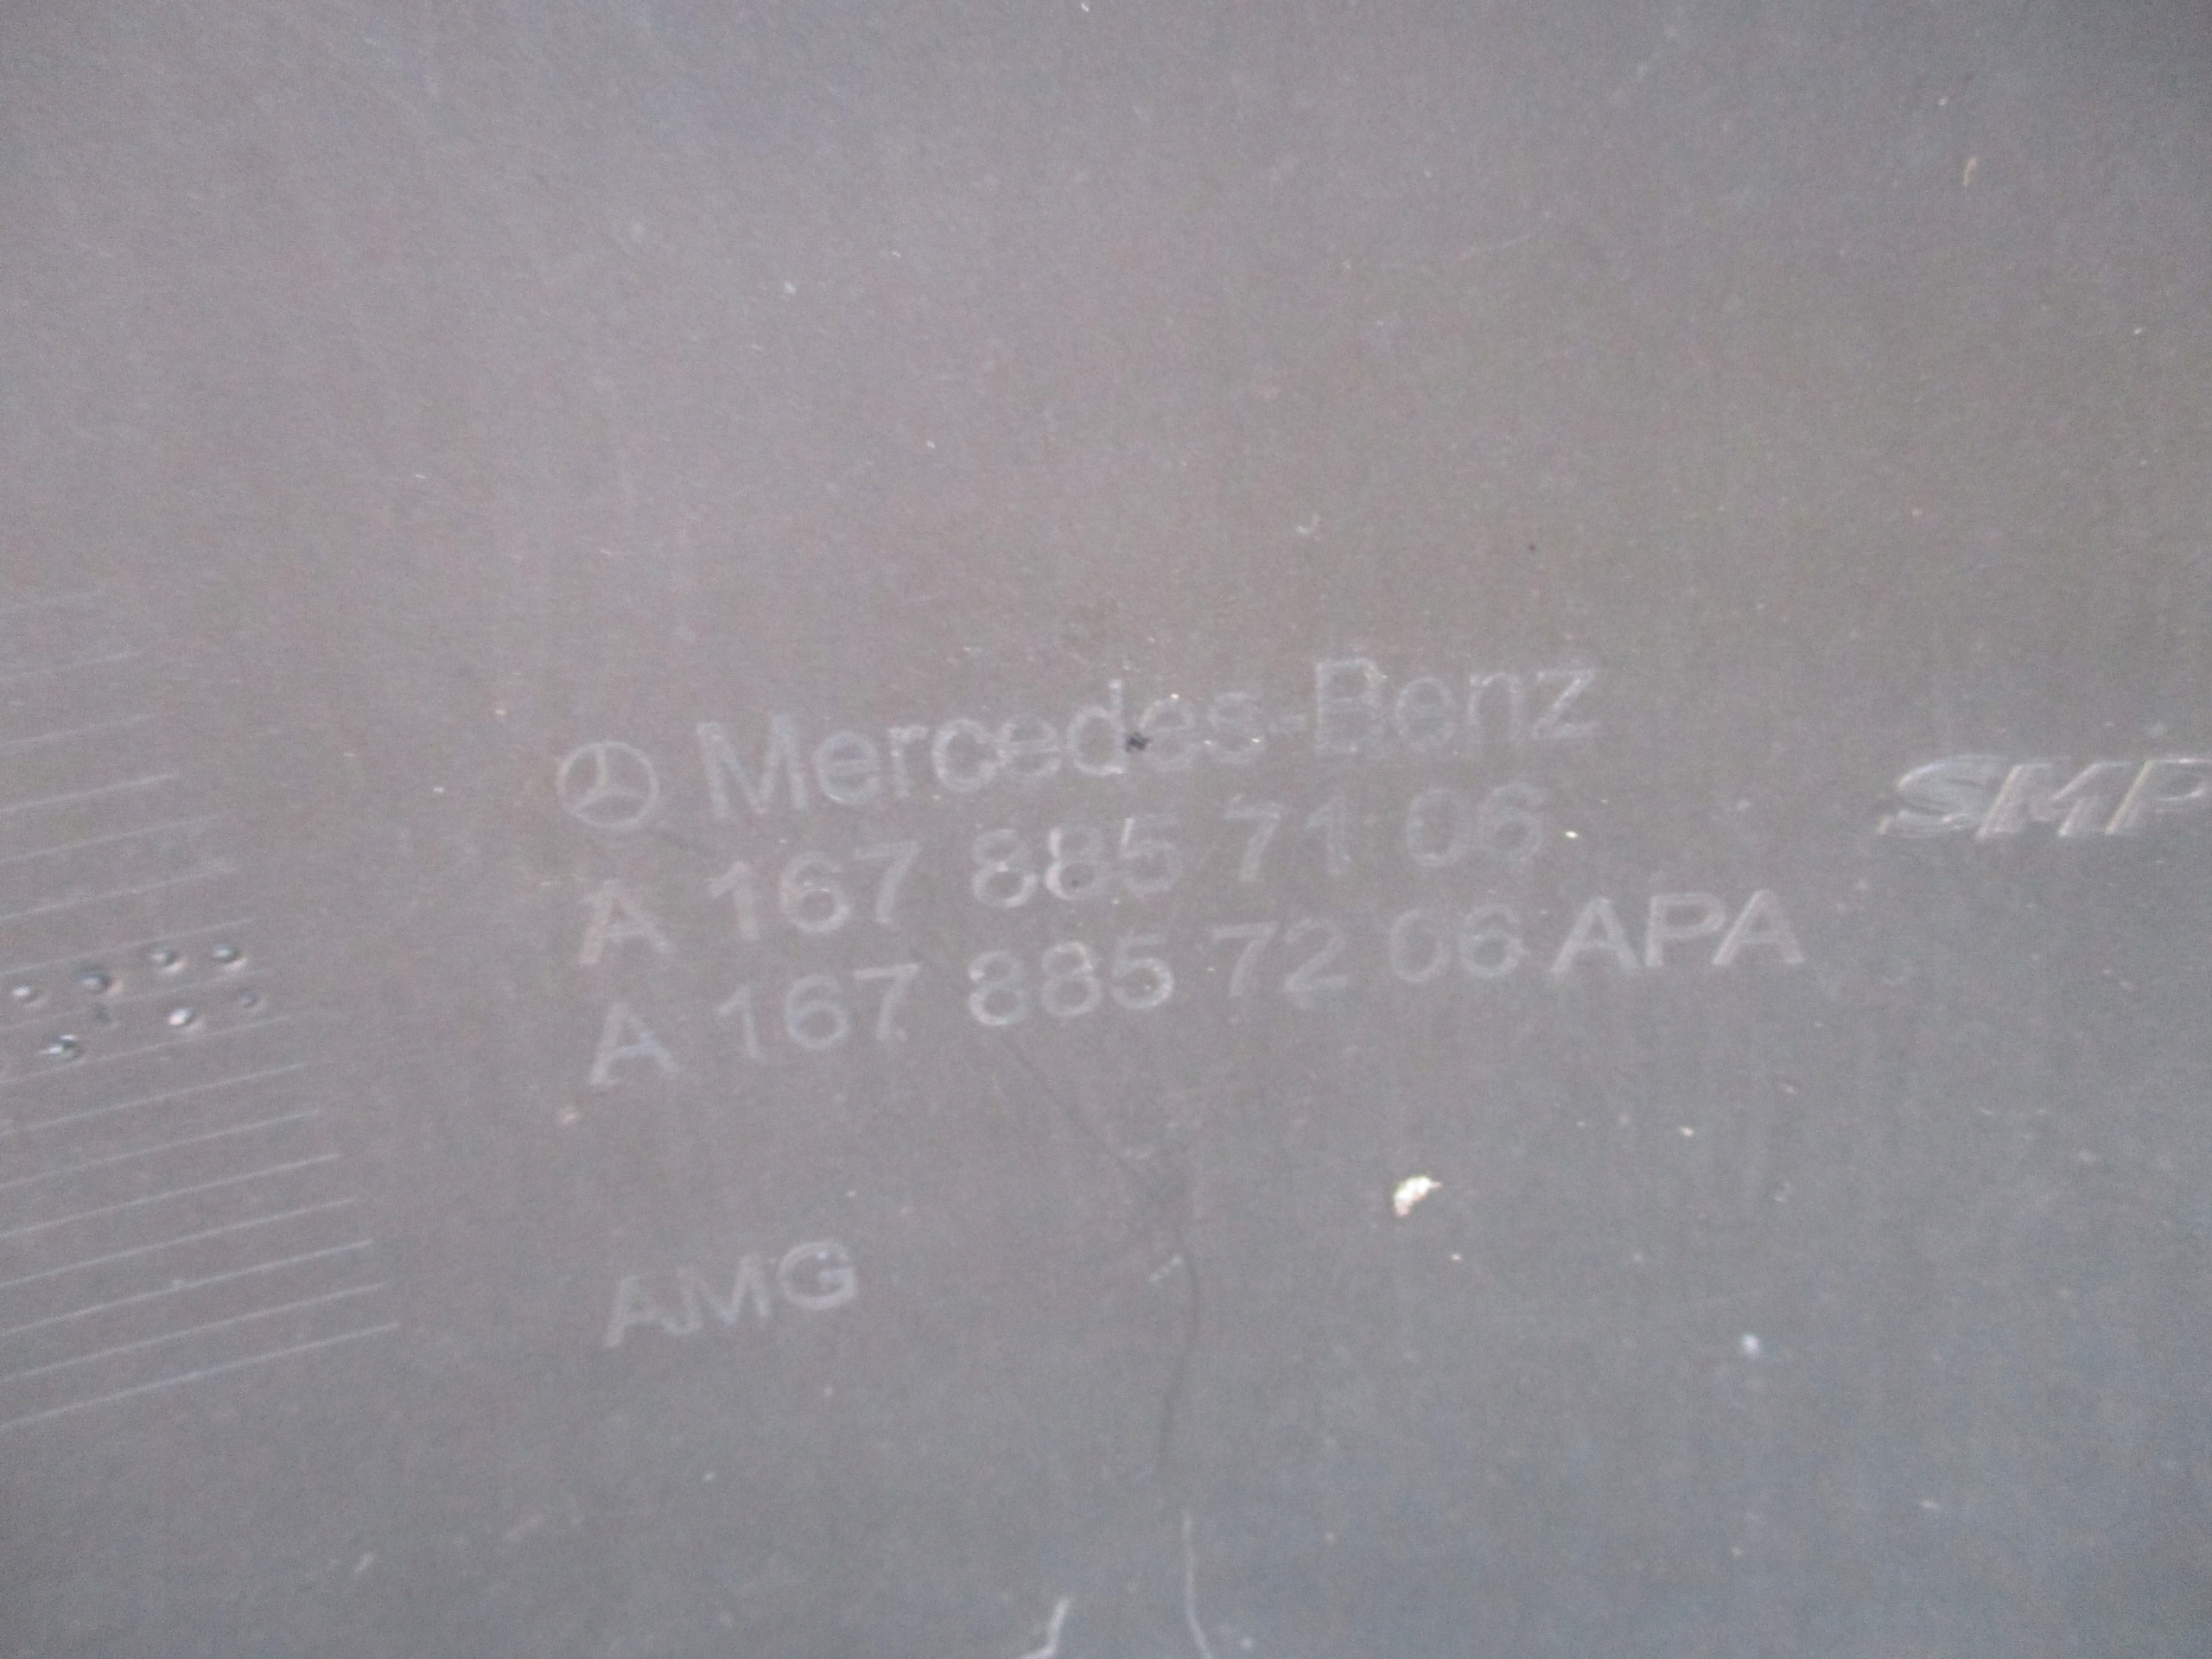 Mercedes-Benz
A 167 885 71 06
A 167 885 72 06 APA
SMP
AMG